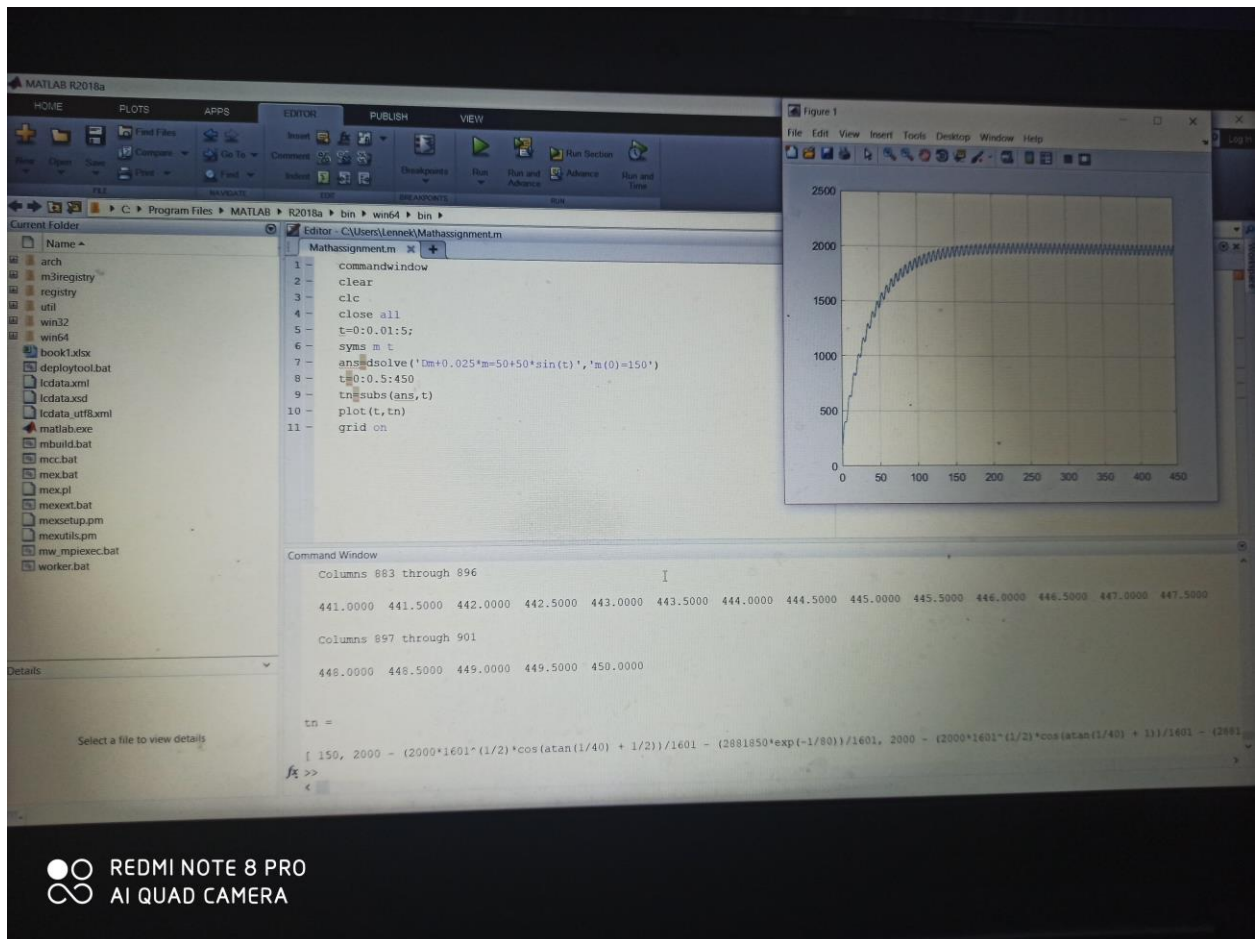 MATLAB R2018a
HOME PLOTS APPS EDITOR PUBLISH VIEW
New Open Save Find Files Compare Print Go To Find Insert Comment Indent Breakpoints Run Run and Advance Run Section Advance Run and Time
FILE NAVIGATE EDIT BREAKPOINTS RUN
C: Program Files MATLAB R2018a bin win64 bin
Current Folder
Name
arch
m3iregistry
registry
util
win32
win64
book1.xlsx
deploytool.bat
lcdata.xml
lcdata.xsd
lcdata_utf8.xml
matlab.exe
mbuild.bat
mcc.bat
mex.bat
mex.pl
mexext.bat
mexsetup.pm
mexutils.pm
mw_mpiexec.bat
worker.bat
Details
Select a file to view details
Editor - C:\Users\Lennek\Mathassignment.m
Mathassignment.m
1 - commandwindow
2 - clear
3 - clc
4 - close all
5 - t=0:0.01:5;
6 - syms m t
7 - ans=dsolve('Dm+0.025*m=50+50*sin(t)','m(0)=150')
8 - t=0:0.5:450
9 - tn=subs(ans,t)
10 - plot(t,tn)
11 - grid on
Figure 1
File Edit View Insert Tools Desktop Window Help
2500
2000
1500
1000
500
0
0 50 100 150 200 250 300 350 400 450
Log In
Command Window
Columns 883 through 896
441.0000 441.5000 442.0000 442.5000 443.0000 443.5000 444.0000 444.5000 445.0000 445.5000 446.0000 446.5000 447.0000 447.5000
Columns 897 through 901
448.0000 448.5000 449.0000 449.5000 450.0000
tn =
[ 150, 2000 - (2000*1601^(1/2)*cos(atan(1/40) + 1/2))/1601 - (2881850*exp(-1/80))/1601, 2000 - (2000*1601^(1/2)*cos(atan(1/40) + 1))/1601 - (2881
fx >>
REDMI NOTE 8 PRO
AI QUAD CAMERA